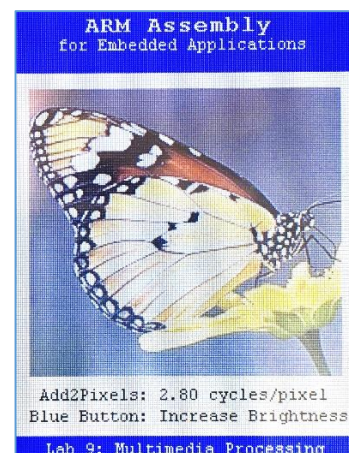 ARM Assembly
for Embedded Applications
Add2Pixels: 2.80 cycles/pixel
Blue Button: Increase Brightness
Lab 9: Multimedia Processing